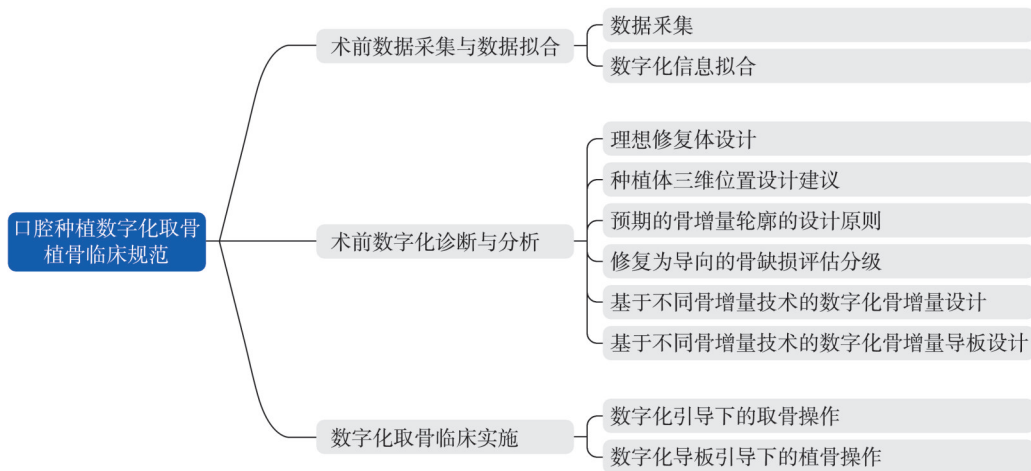 口腔种植数字化取骨
植骨临床规范
术前数据采集与数据拟合
数据采集
数字化信息拟合
术前数字化诊断与分析
理想修复体设计
种植体三维位置设计建议
预期的骨增量轮廓的设计原则
修复为导向的骨缺损评估分级
基于不同骨增量技术的数字化骨增量设计
基于不同骨增量技术的数字化骨增量导板设计
数字化取骨临床实施
数字化引导下的取骨操作
数字化导板引导下的植骨操作